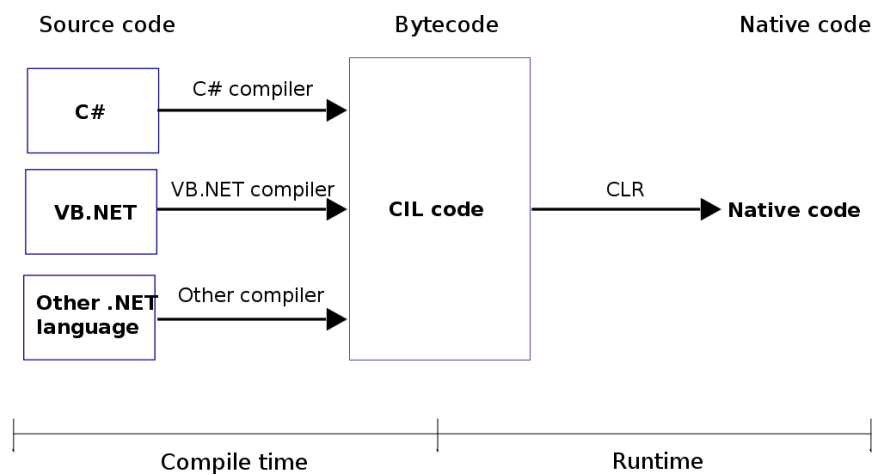 Source code
Bytecode
Native code
C#
C# compiler
VB.NET
VB.NET compiler
CIL code
CLR
Native code
Other .NET
language
Other compiler
Compile time
Runtime